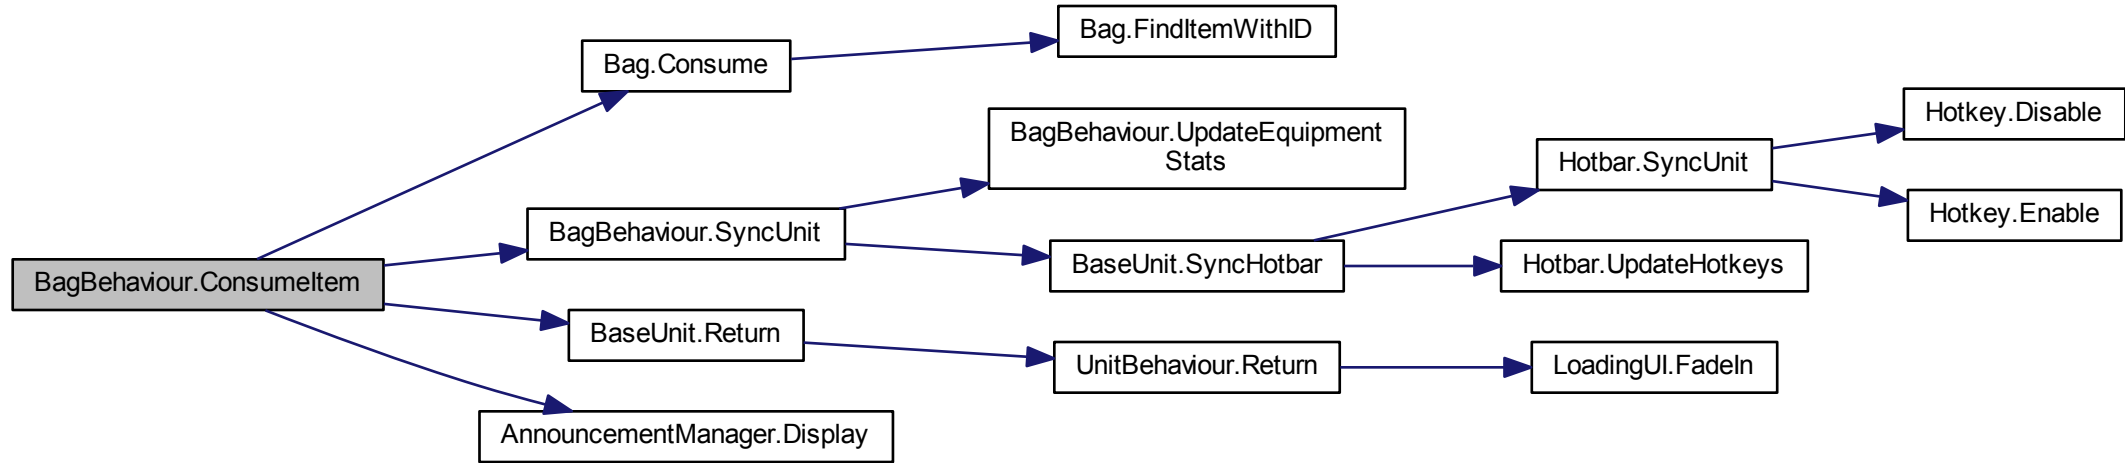 Bag.FindItemWithID
Bag.Consume
Hotkey.Disable
BagBehaviour.UpdateEquipment
Stats
Hotbar.SyncUnit
Hotkey.Enable
BagBehaviour.SyncUnit
BaseUnit.SyncHotbar
Hotbar.UpdateHotkeys
BagBehaviour.ConsumeItem
BaseUnit.Return
UnitBehaviour.Return
LoadingUI.FadeIn
AnnouncementManager.Display